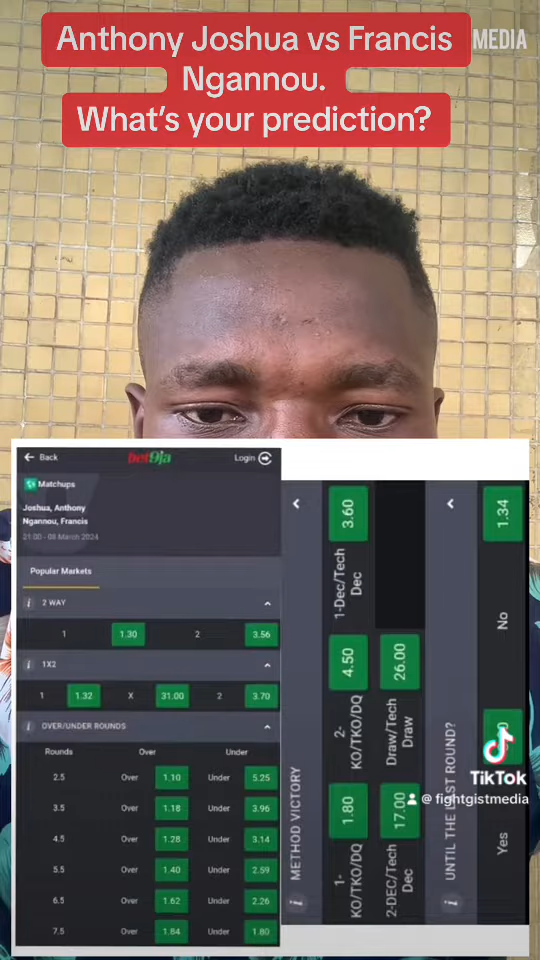 Anthony Joshua vs Francis
Ngannou.
What's your prediction?
MEDIA
Back
bet9ja
Login
Matchups
Joshua, Anthony
Ngannou, Francis
21:00 - 08 March 2024
Popular Markets
i 2 WAY
1 1.30 2 3.56
i 1X2
1 1.32 X 31.00 2 3.70
i OVER/UNDER ROUNDS
Rounds Over Under
2.5 Over 1.10 Under 5.25
3.5 Over 1.18 Under 3.96
4.5 Over 1.28 Under 3.14
5.5 Over 1.40 Under 2.59
6.5 Over 1.62 Under 2.26
7.5 Over 1.84 Under 1.80
i METHOD VICTORY
1-
KO/TKO/DQ
1.80
2-
KO/TKO/DQ
4.50
1-Dec/Tech
Dec
3.60
2-DEC/Tech
Dec
17.00
Draw/Tech
Draw
26.00
i UNTIL THE LAST ROUND?
Yes
No
1.34
TikTok
@fightgistmedia